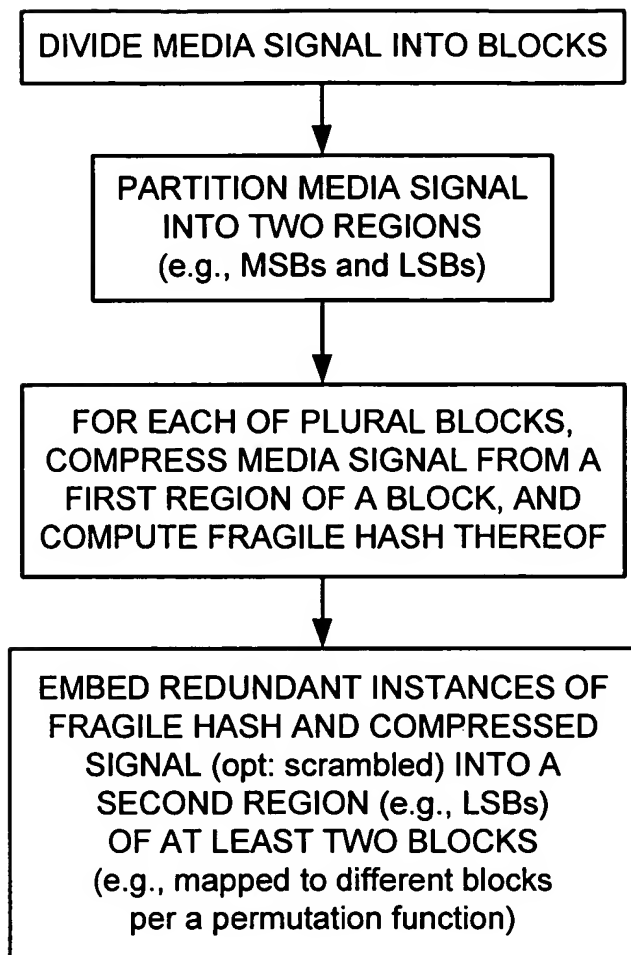 DIVIDE MEDIA SIGNAL INTO BLOCKS
PARTITION MEDIA SIGNAL
INTO TWO REGIONS
(e.g., MSBs and LSBs)
FOR EACH OF PLURAL BLOCKS,
COMPRESS MEDIA SIGNAL FROM A
FIRST REGION OF A BLOCK, AND
COMPUTE FRAGILE HASH THEREOF
EMBED REDUNDANT INSTANCES OF
FRAGILE HASH AND COMPRESSED
SIGNAL (opt: scrambled) INTO A
SECOND REGION (e.g., LSBs)
OF AT LEAST TWO BLOCKS
(e.g., mapped to different blocks
per a permutation function)